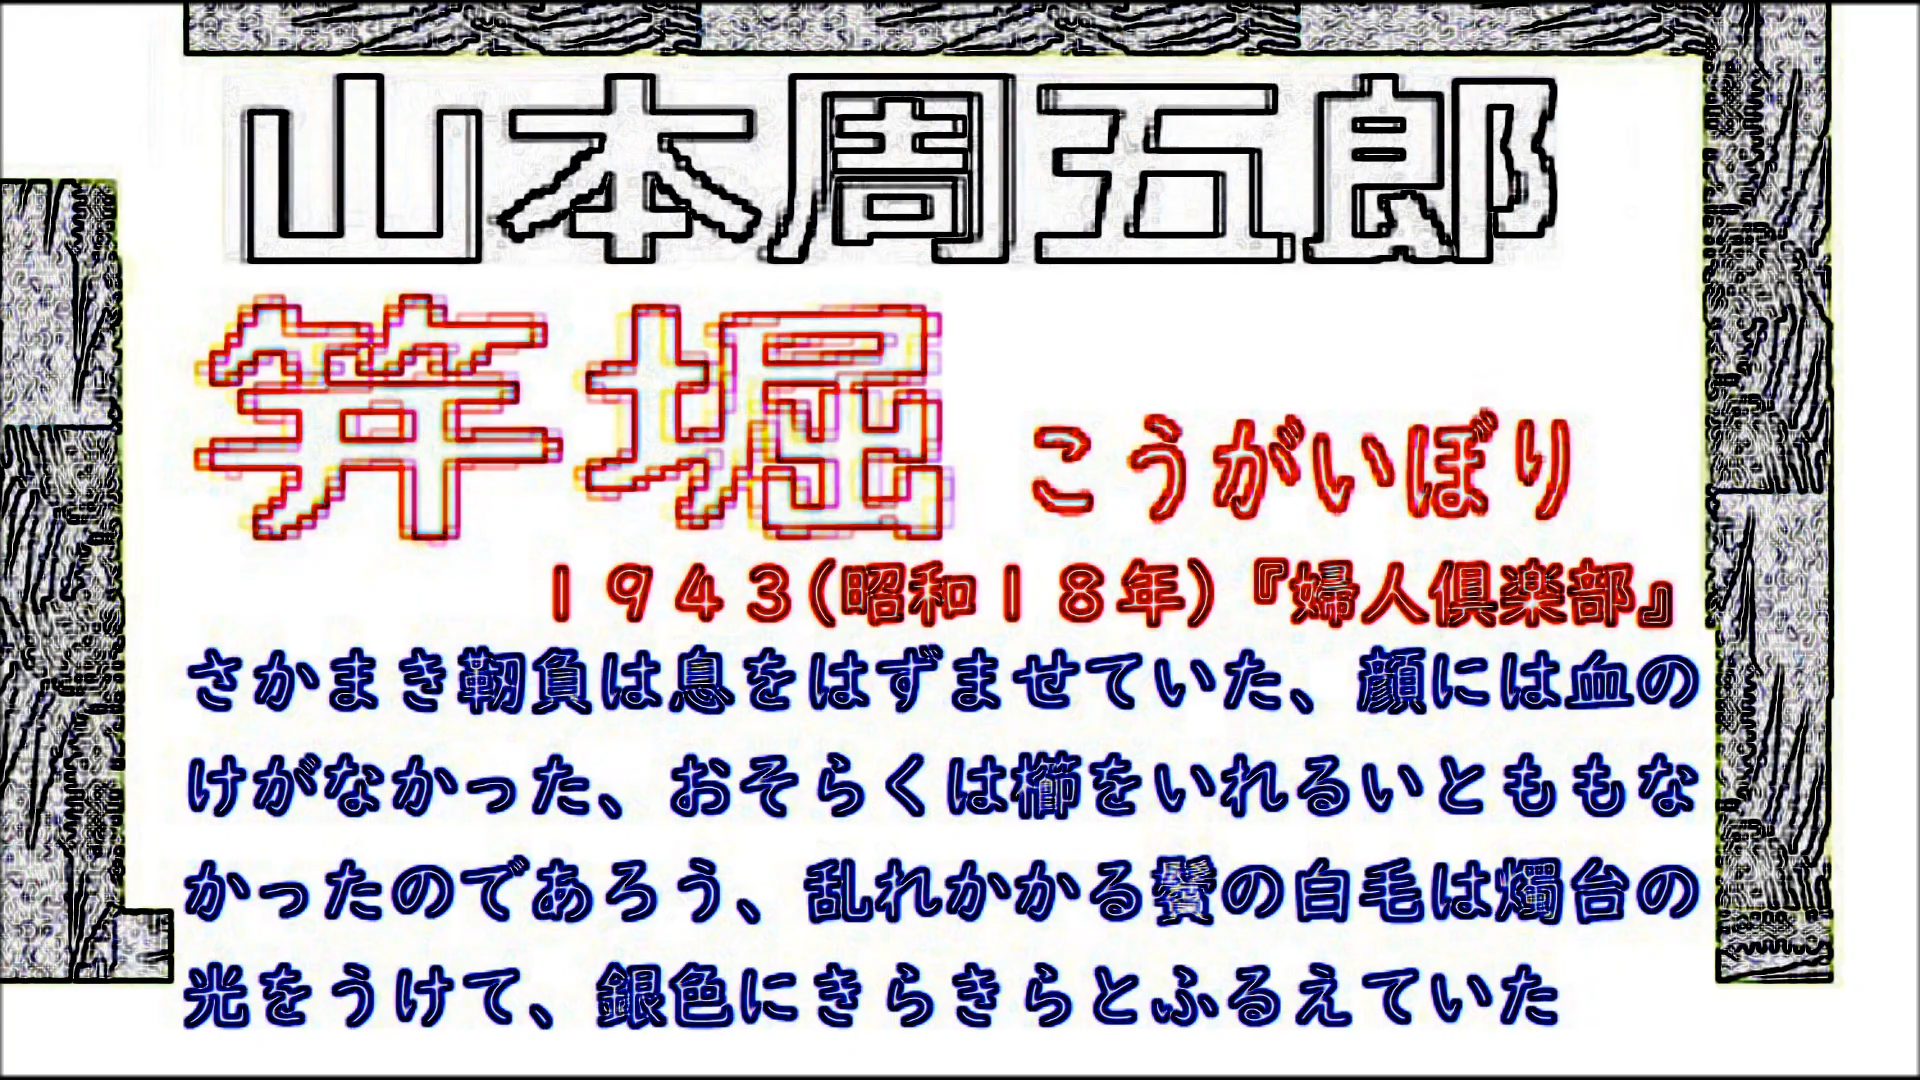 山本周五郎
笄堀 こうがいぼり
1943(昭和18年)『婦人倶楽部』
さかまき靱負は息をはずませていた、顔には血の
けがなかった、おそらくは櫛をいれるいとももな
かったのであろう、乱れかかる鬢の白毛は燭台の
光をうけて、銀色にきらきらとふるえていた